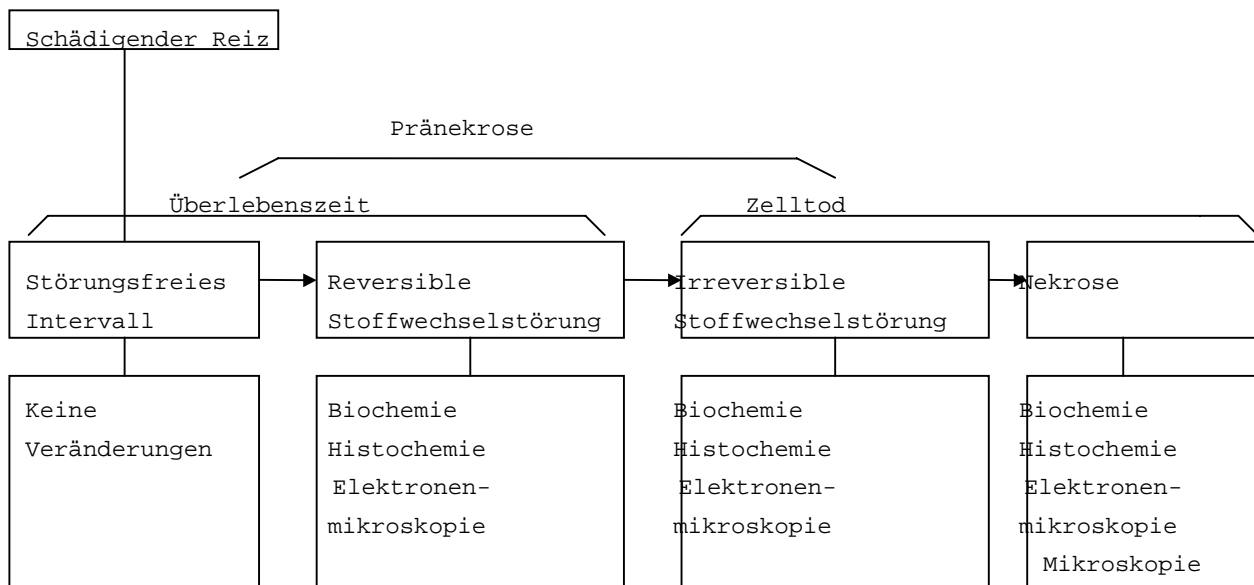 Schädigender Reiz
Pränekrose
Überlebenszeit
Zelltod
Störungsfreies
Intervall
Reversible
Stoffwechselstörung
Irreversible
Stoffwechselstörung
Nekrose
Keine
Veränderungen
Biochemie
Histochemie
Elektronen-
mikroskopie
Biochemie
Histochemie
Elektronen-
mikroskopie
Biochemie
Histochemie
Elektronen-
mikroskopie
Mikroskopie